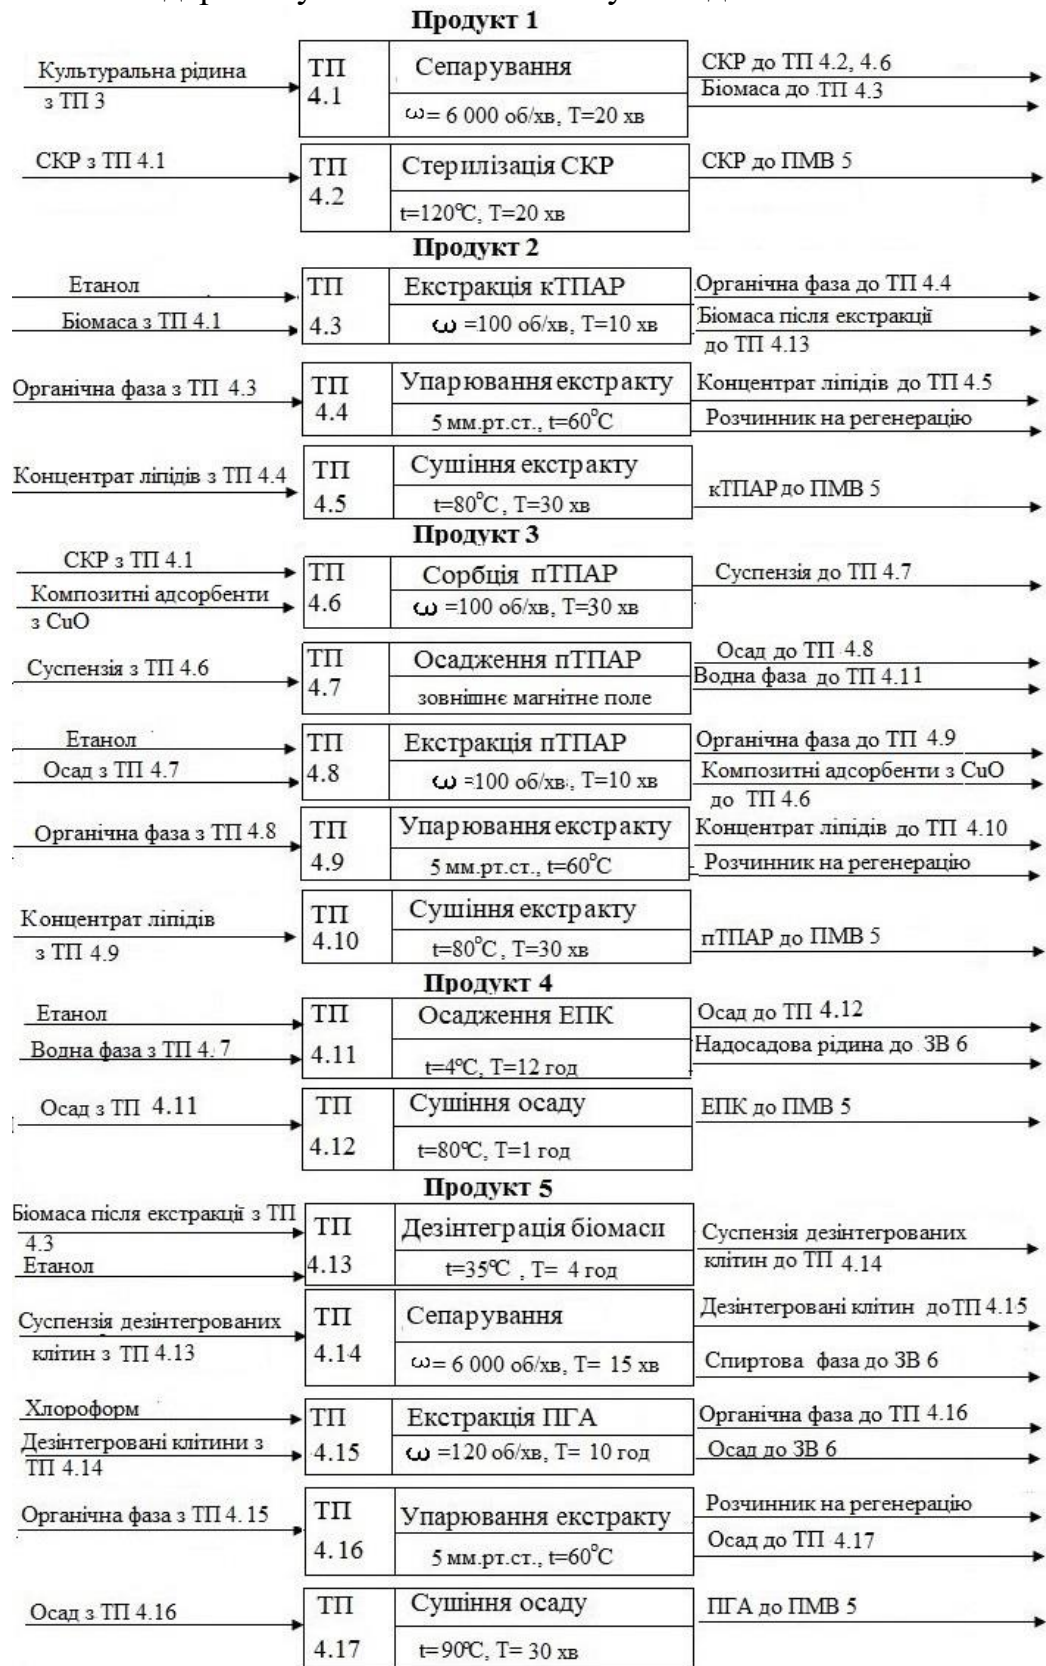 Продукт 1
Культуральна рідина
з ТП 3
ТП
4.1
Сепарування
ω= 6 000 об/хв, Т=20 хв
СКР до ТП 4.2, 4.6
Біомаса до ТП 4.3
СКР з ТП 4.1
ТП
4.2
Стерилізація СКР
t=120°C, Т=20 хв
СКР до ПМВ 5
Продукт 2
Етанол
Біомаса з ТП 4.1
ТП
4.3
Екстракція кТПАР
ω =100 об/хв, Т=10 хв
Органічна фаза до ТП 4.4
Біомаса після екстракції
до ТП 4.13
Органічна фаза з ТП 4.3
ТП
4.4
Упарювання екстракту
5 мм.рт.ст., t=60°C
Концентрат ліпідів до ТП 4.5
Розчинник на регенерацію
Концентрат ліпідів з ТП 4.4
ТП
4.5
Сушіння екстракту
t=80°C, Т=30 хв
кТПАР до ПМВ 5
Продукт 3
СКР з ТП 4.1
Композитні адсорбенти
з CuO
ТП
4.6
Сорбція пТПАР
ω =100 об/хв, Т=30 хв
Суспензія до ТП 4.7
Суспензія з ТП 4.6
ТП
4.7
Осадження пТПАР
зовнішнє магнітне поле
Осад до ТП 4.8
Водна фаза до ТП 4.11
Етанол
Осад з ТП 4.7
ТП
4.8
Екстракція пТПАР
ω =100 об/хв, Т=10 хв
Органічна фаза до ТП 4.9
Композитні адсорбенти з CuO
до ТП 4.6
Органічна фаза з ТП 4.8
ТП
4.9
Упарювання екстракту
5 мм.рт.ст., t=60°C
Концентрат ліпідів до ТП 4.10
Розчинник на регенерацію
Концентрат ліпідів
з ТП 4.9
ТП
4.10
Сушіння екстракту
t=80°C, Т=30 хв
пТПАР до ПМВ 5
Продукт 4
Етанол
Водна фаза з ТП 4.7
ТП
4.11
Осадження ЕПК
t=4°C, Т=12 год
Осад до ТП 4.12
Надосадова рідина до ЗВ 6
Осад з ТП 4.11
ТП
4.12
Сушіння осаду
t=80°C, Т=1 год
ЕПК до ПМВ 5
Продукт 5
Біомаса після екстракції з ТП
4.3
Етанол
ТП
4.13
Дезінтеграція біомаси
t=35°C , Т= 4 год
Суспензія дезінтегрованих
клітин до ТП 4.14
Суспензія дезінтегрованих
клітин з ТП 4.13
ТП
4.14
Сепарування
ω= 6 000 об/хв, Т= 15 хв
Дезінтегровані клітин до ТП 4.15
Спиртова фаза до ЗВ 6
Хлороформ
Дезінтегровані клітини з
ТП 4.14
ТП
4.15
Екстракція ПГА
ω =120 об/хв, Т= 10 год
Органічна фаза до ТП 4.16
Осад до ЗВ 6
Органічна фаза з ТП 4.15
ТП
4.16
Упарювання екстракту
5 мм.рт.ст., t=60°C
Розчинник на регенерацію
Осад до ТП 4.17
Осад з ТП 4.16
ТП
4.17
Сушіння осаду
t=90°C, Т= 30 хв
ПГА до ПМВ 5